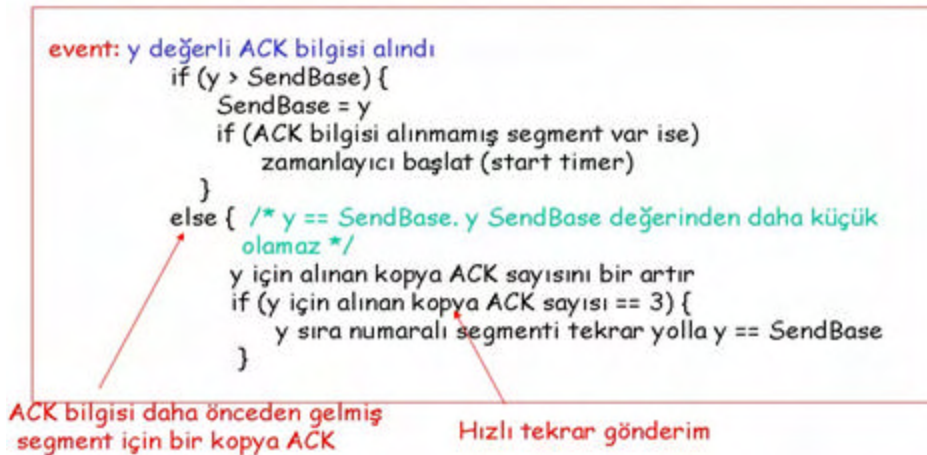 event: y değerli ACK bilgisi alındı
if (y > SendBase) {
SendBase = y
if (ACK bilgisi alınmamış segment var ise)
zamanlayıcı başlat (start timer)
}
else { /* y == SendBase. y SendBase değerinden daha küçük
olamaz */
y için alınan kopya ACK sayısını bir artır
if (y için alınan kopya ACK sayısı == 3) {
y sıra numaralı segmenti tekrar yolla y == SendBase
}
ACK bilgisi daha önceden gelmiş
segment için bir kopya ACK
Hızlı tekrar gönderim